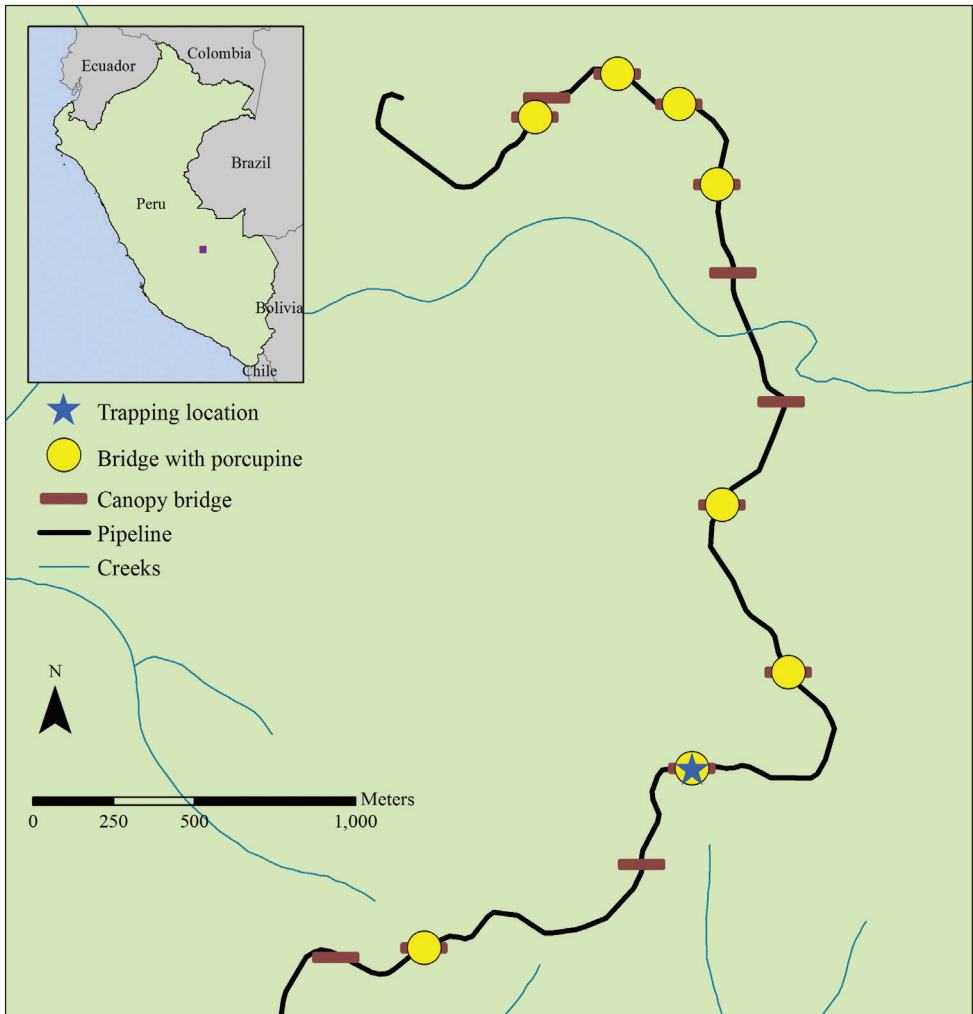 Colombia
Ecuador
Brazil
Peru
Bolivia
Chile
Trapping location
Bridge with porcupine
Canopy bridge
Pipeline
Creeks
N
Meters
0 250 500 1,000